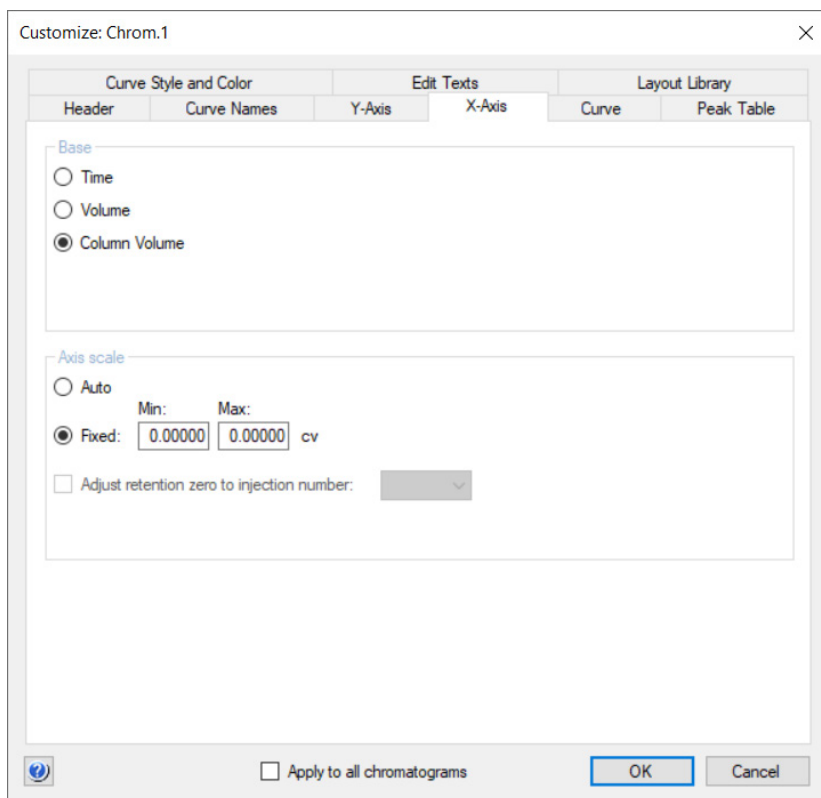 Customize: Chrom.1
Curve Style and Color Edit Texts Layout Library
Header Curve Names Y-Axis X-Axis Curve Peak Table
Base
Time
Volume
Column Volume
Axis scale
Auto
Min: Max:
Fixed: 0.00000 0.00000 cv
Adjust retention zero to injection number:
? Apply to all chromatograms OK Cancel